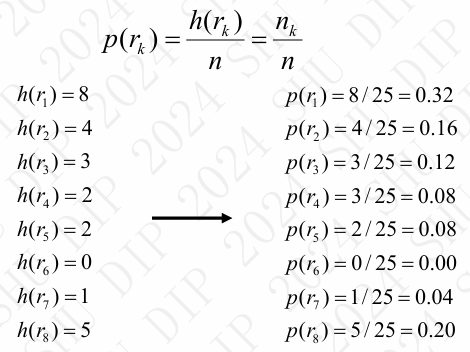 p(r_k) = h(r_k)/n = n_k/n
h(r_1) = 8
h(r_2) = 4
h(r_3) = 3
h(r_4) = 2
h(r_5) = 2
h(r_6) = 0
h(r_7) = 1
h(r_8) = 5
p(r_1) = 8/25 = 0.32
p(r_2) = 4/25 = 0.16
p(r_3) = 3/25 = 0.12
p(r_4) = 3/25 = 0.08
p(r_5) = 2/25 = 0.08
p(r_6) = 0/25 = 0.00
p(r_7) = 1/25 = 0.04
p(r_8) = 5/25 = 0.20
SHU DIP 2024